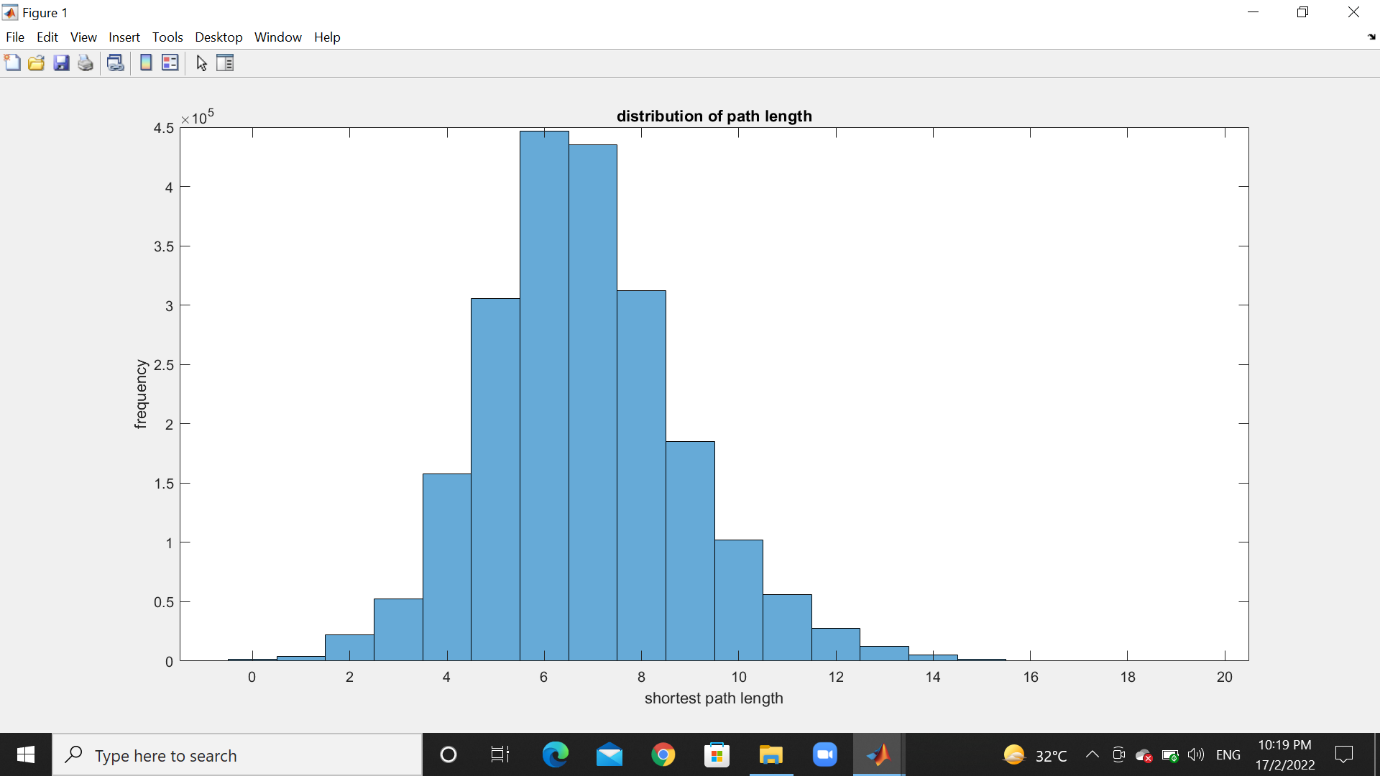 Figure 1
File Edit View Insert Tools Desktop Window Help
distribution of path length
×10⁵
4.5
4
3.5
3
2.5
2
1.5
1
0.5
0
frequency
0 2 4 6 8 10 12 14 16 18 20
shortest path length
Type here to search
32°C
ENG
10:19 PM
17/2/2022